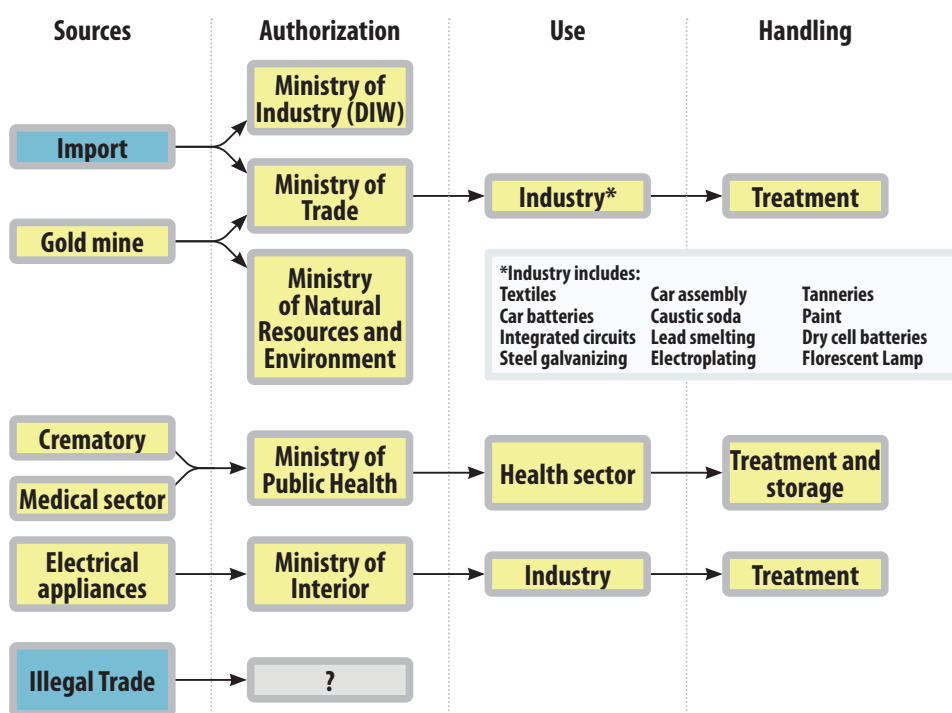 Sources
Authorization
Use
Handling
Ministry of
Industry (DIW)
Import
Ministry of
Trade
Industry*
Treatment
Gold mine
Ministry
of Natural
Resources and
Environment
*Industry includes:
Textiles
Car assembly
Tanneries
Car batteries
Caustic soda
Paint
Integrated circuits
Lead smelting
Dry cell batteries
Steel galvanizing
Electroplating
Florescent Lamp
Crematory
Medical sector
Ministry of
Public Health
Health sector
Treatment and
storage
Electrical
appliances
Ministry of
Interior
Industry
Treatment
Illegal Trade
?